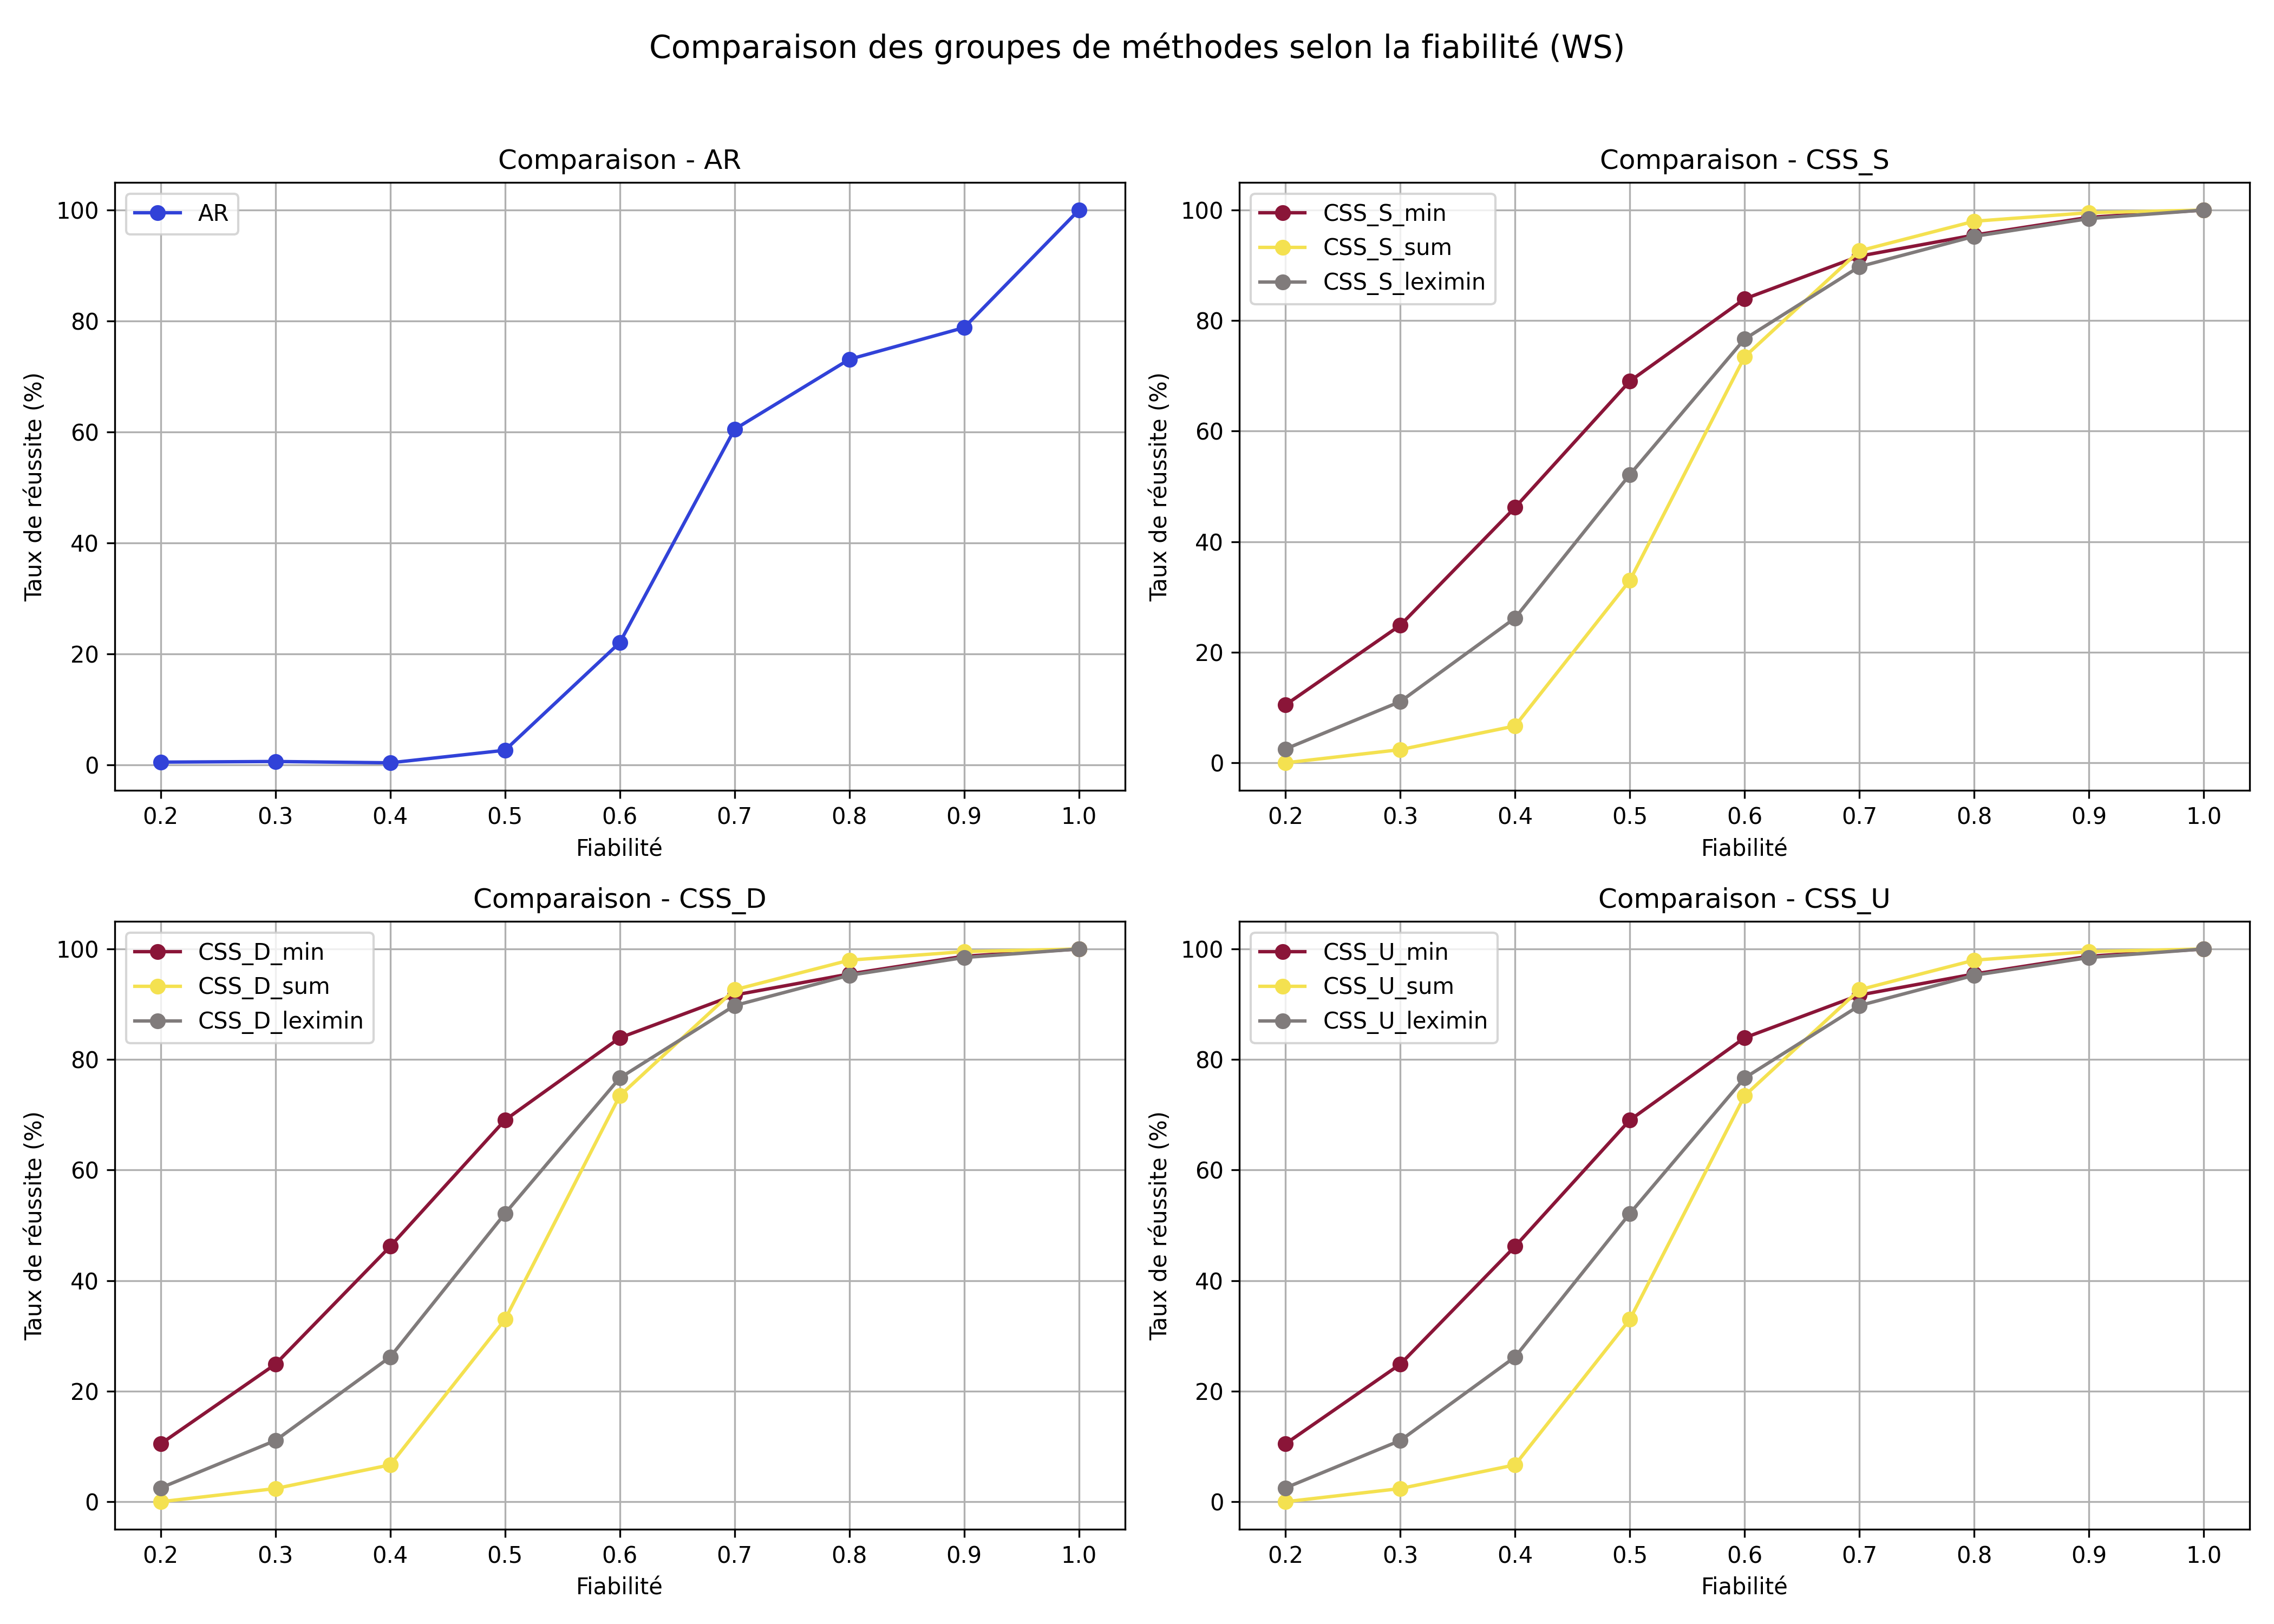 Comparaison des groupes de méthodes selon la fiabilité (WS)
Comparaison - AR
AR
Taux de réussite (%)
100
80
60
40
20
0
0.2 0.3 0.4 0.5 0.6 0.7 0.8 0.9 1.0
Fiabilité
Comparaison - CSS_S
CSS_S_min
CSS_S_sum
CSS_S_leximin
Taux de réussite (%)
100
80
60
40
20
0
0.2 0.3 0.4 0.5 0.6 0.7 0.8 0.9 1.0
Fiabilité
Comparaison - CSS_D
CSS_D_min
CSS_D_sum
CSS_D_leximin
Taux de réussite (%)
100
80
60
40
20
0
0.2 0.3 0.4 0.5 0.6 0.7 0.8 0.9 1.0
Fiabilité
Comparaison - CSS_U
CSS_U_min
CSS_U_sum
CSS_U_leximin
Taux de réussite (%)
100
80
60
40
20
0
0.2 0.3 0.4 0.5 0.6 0.7 0.8 0.9 1.0
Fiabilité